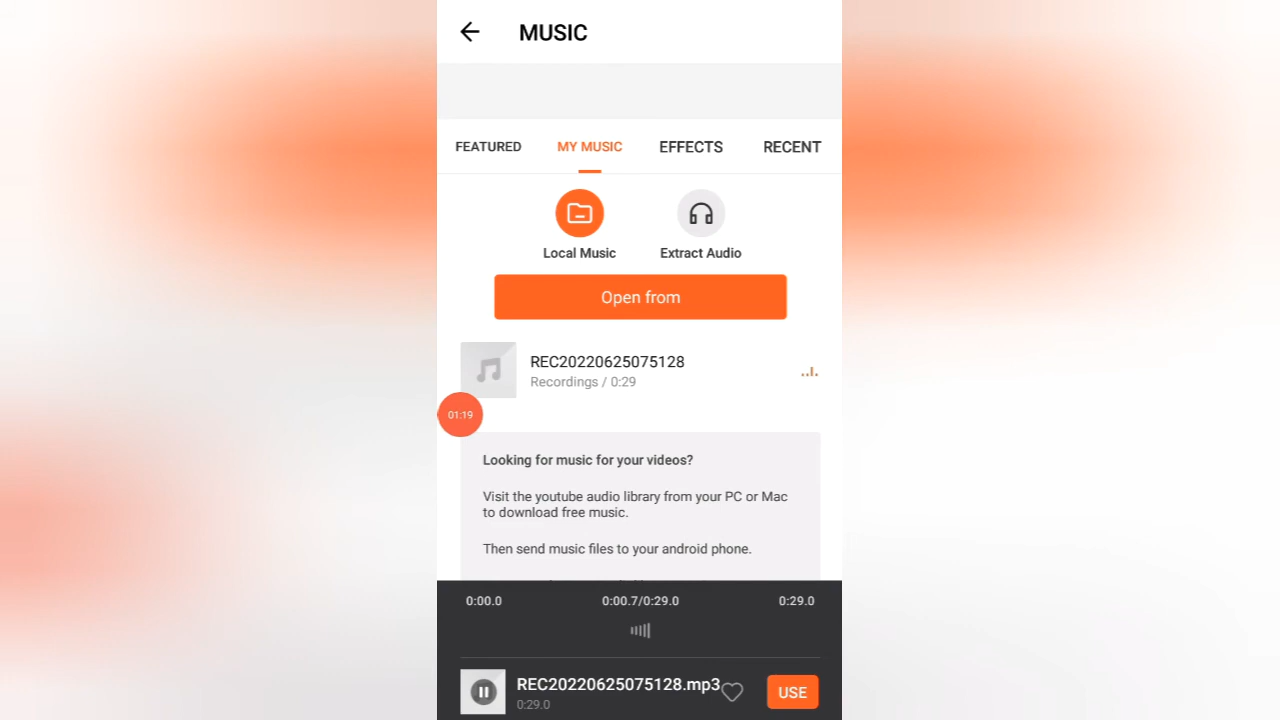 MUSIC
FEATURED MY MUSIC EFFECTS RECENT
Local Music Extract Audio
Open from
REC20220625075128
Recordings / 0:29
01:19
Looking for music for your videos?
Visit the youtube audio library from your PC or Mac
to download free music.
Then send music files to your android phone.
0:00.0 0:00.7/0:29.0 0:29.0
REC20220625075128.mp3 USE
0:29.0